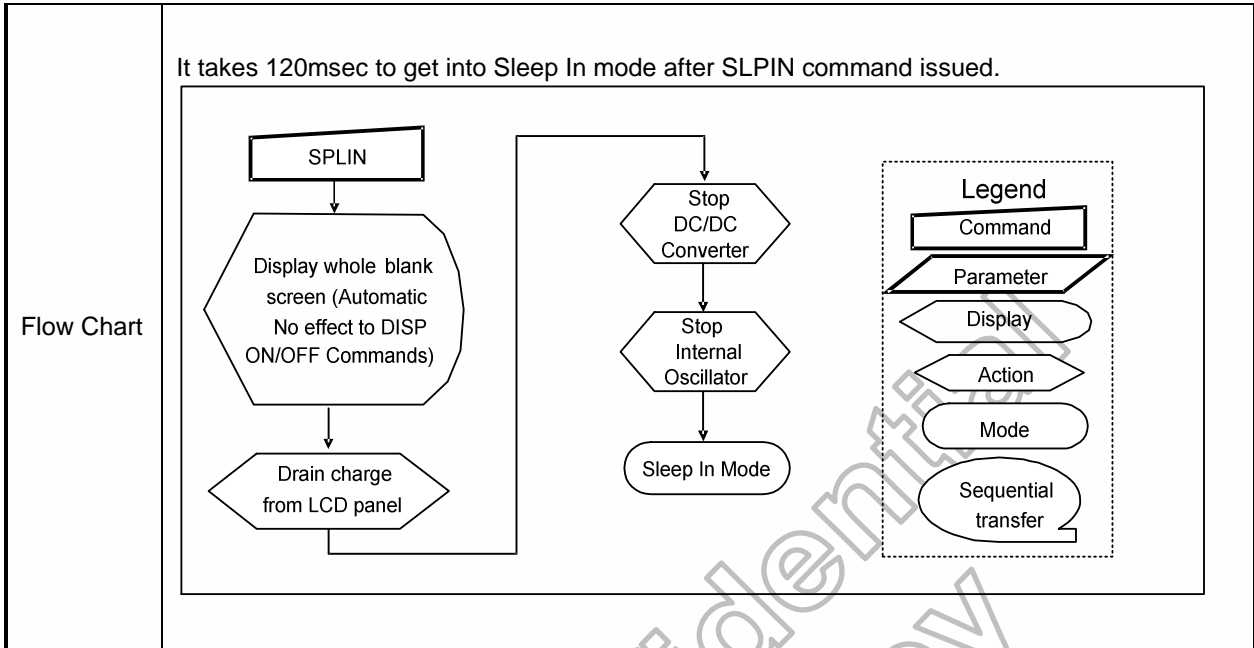 Flow Chart
It takes 120msec to get into Sleep In mode after SLPIN command issued.
SPLIN
Display whole blank
screen (Automatic
No effect to DISP
ON/OFF Commands)
Drain charge
from LCD panel
Stop
DC/DC
Converter
Stop
Internal
Oscillator
Sleep In Mode
Legend
Command
Parameter
Display
Action
Mode
Sequential
transfer